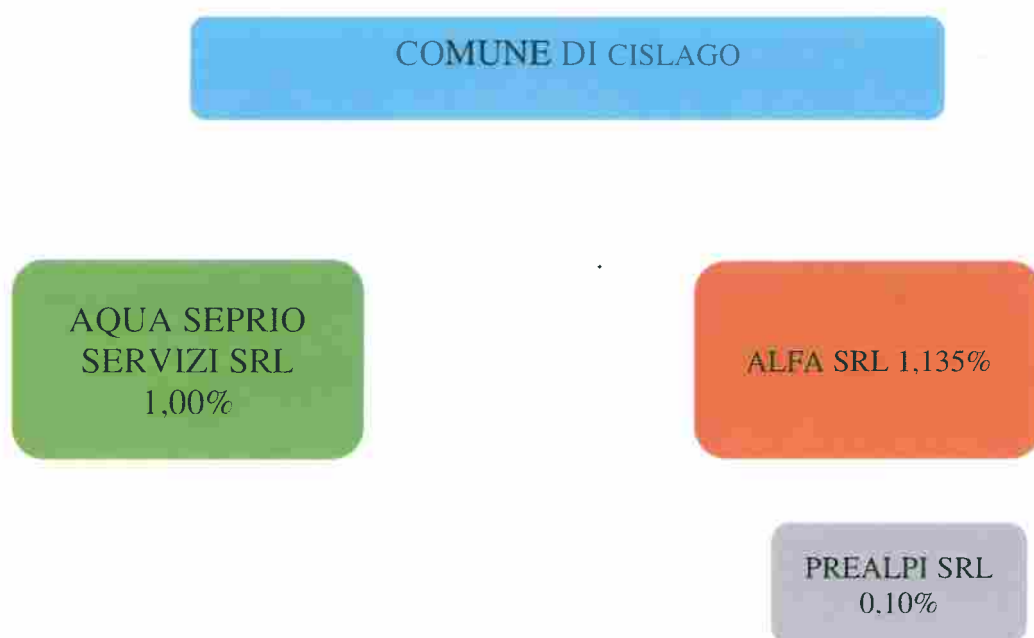 COMUNE DI CISLAGO
AQUA SEPRIO
SERVIZI SRL
1,00%
ALFA SRL 1,135%
PREALPI SRL
0,10%